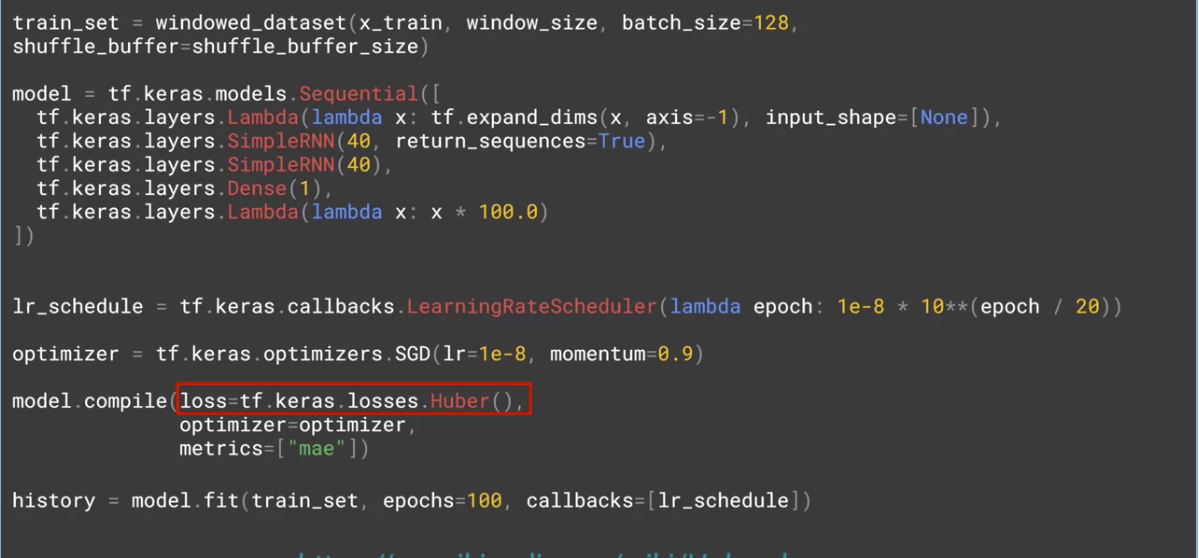 train_set = windowed_dataset(x_train, window_size, batch_size=128,
shuffle_buffer=shuffle_buffer_size)
model = tf.keras.models.Sequential([
  tf.keras.layers.Lambda(lambda x: tf.expand_dims(x, axis=-1), input_shape=[None]),
  tf.keras.layers.SimpleRNN(40, return_sequences=True),
  tf.keras.layers.SimpleRNN(40),
  tf.keras.layers.Dense(1),
  tf.keras.layers.Lambda(lambda x: x * 100.0)
])
lr_schedule = tf.keras.callbacks.LearningRateScheduler(lambda epoch: 1e-8 * 10**(epoch / 20))
optimizer = tf.keras.optimizers.SGD(lr=1e-8, momentum=0.9)
model.compile(loss=tf.keras.losses.Huber(),
              optimizer=optimizer,
              metrics=["mae"])
history = model.fit(train_set, epochs=100, callbacks=[lr_schedule])